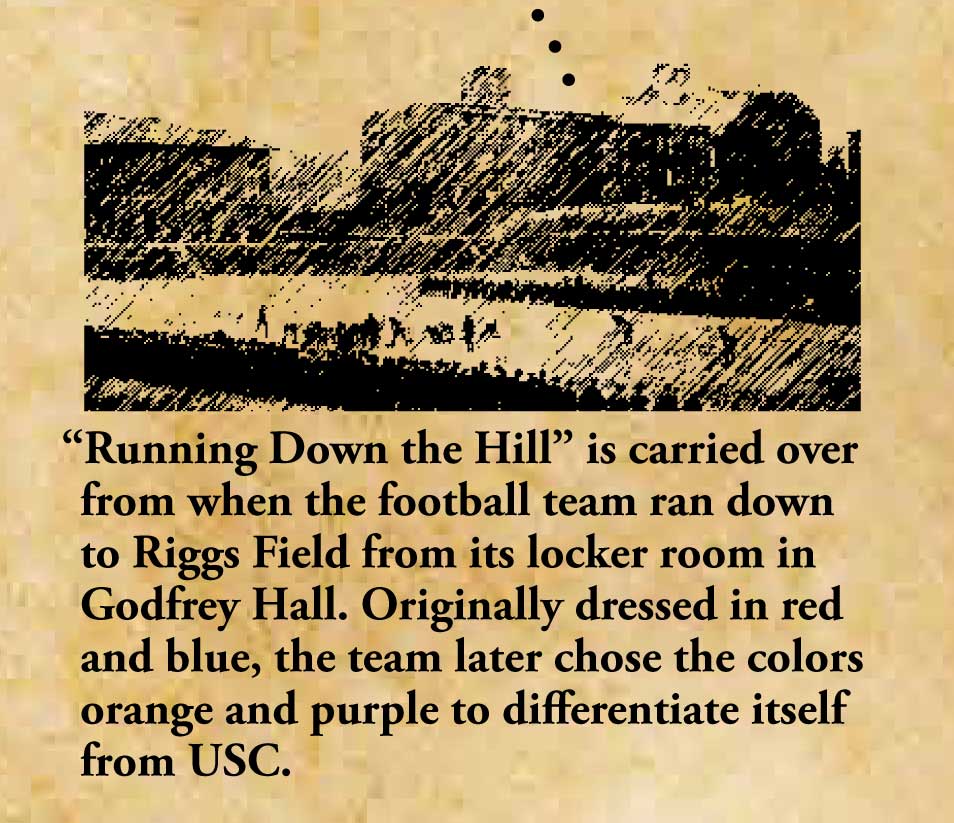 “Running Down the Hill” is carried over
from when the football team ran down
to Riggs Field from its locker room in
Godfrey Hall. Originally dressed in red
and blue, the team later chose the colors
orange and purple to differentiate itself
from USC.